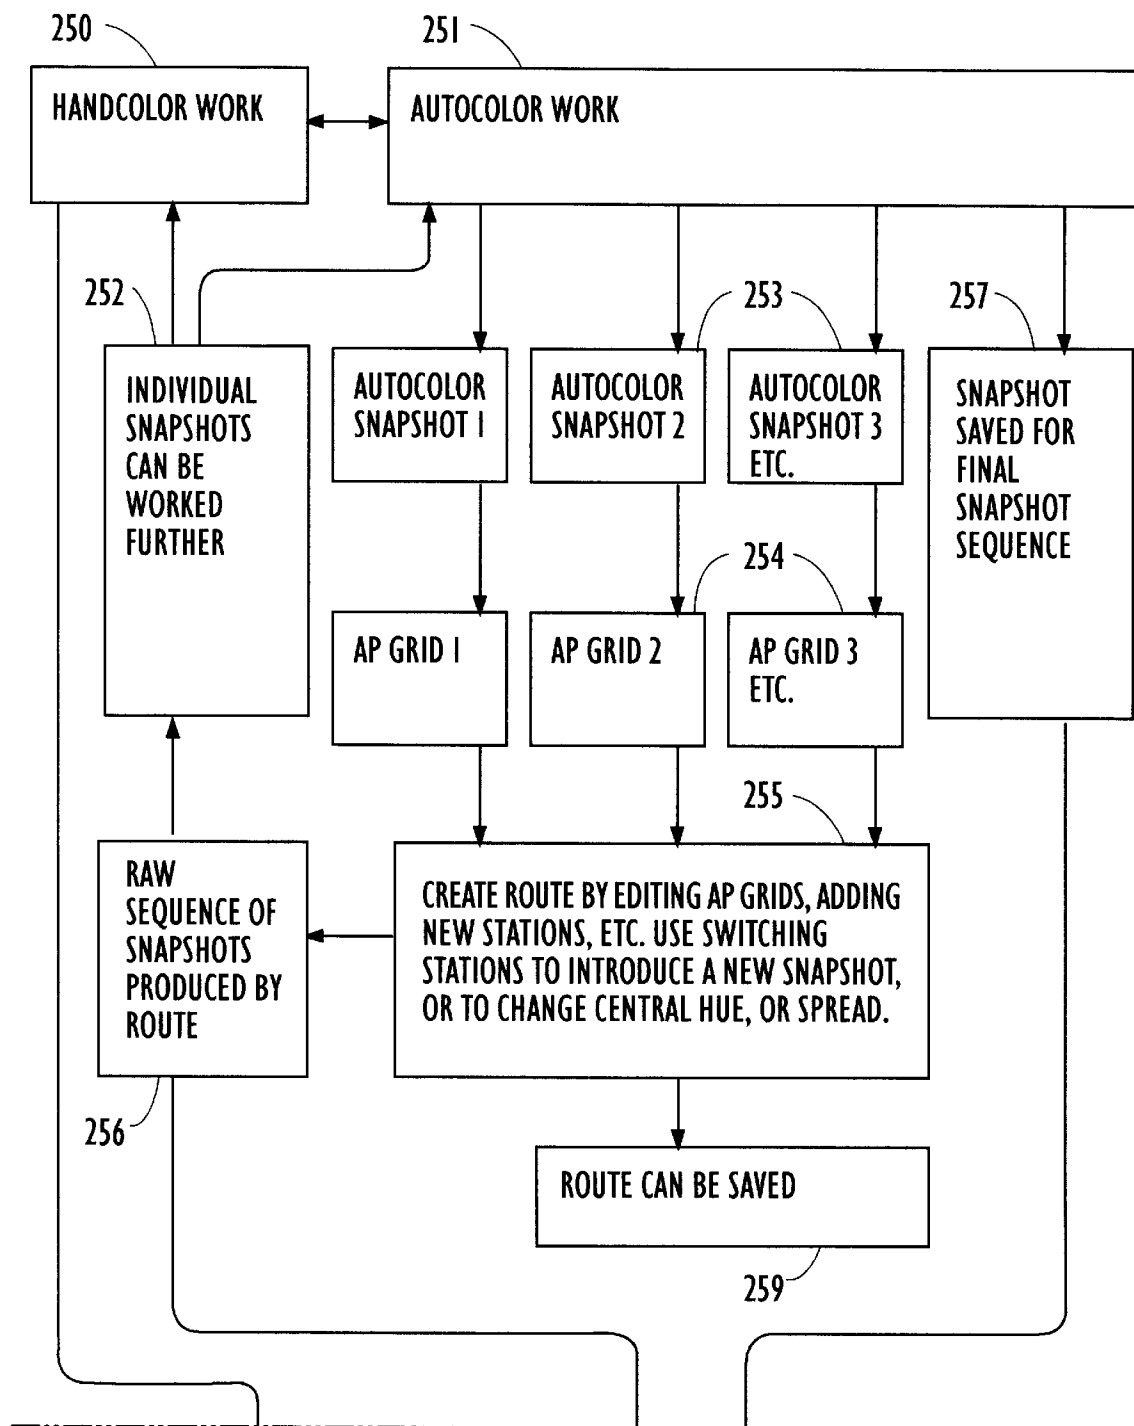 250
251
HANDCOLOR WORK
AUTOCOLOR WORK
252
253
257
INDIVIDUAL
SNAPSHOTS
CAN BE
WORKED
FURTHER
AUTOCOLOR
SNAPSHOT 1
AUTOCOLOR
SNAPSHOT 2
AUTOCOLOR
SNAPSHOT 3
ETC.
SNAPSHOT
SAVED FOR
FINAL
SNAPSHOT
SEQUENCE
254
AP GRID 1
AP GRID 2
AP GRID 3
ETC.
255
RAW
SEQUENCE OF
SNAPSHOTS
PRODUCED BY
ROUTE
CREATE ROUTE BY EDITING AP GRIDS, ADDING
NEW STATIONS, ETC. USE SWITCHING
STATIONS TO INTRODUCE A NEW SNAPSHOT,
OR TO CHANGE CENTRAL HUE, OR SPREAD.
256
ROUTE CAN BE SAVED
259